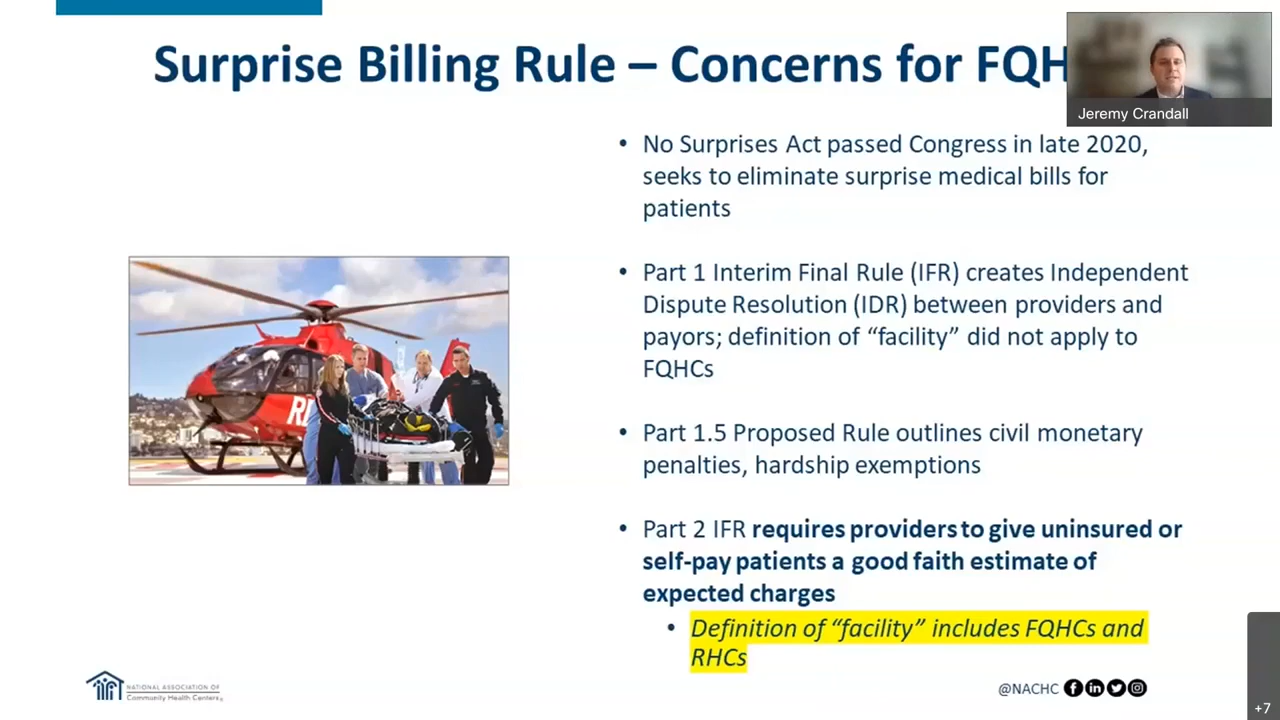 Surprise Billing Rule – Concerns for FQH
Jeremy Crandall
• No Surprises Act passed Congress in late 2020,
seeks to eliminate surprise medical bills for
patients
• Part 1 Interim Final Rule (IFR) creates Independent
Dispute Resolution (IDR) between providers and
payors; definition of “facility” did not apply to
FQHCs
• Part 1.5 Proposed Rule outlines civil monetary
penalties, hardship exemptions
• Part 2 IFR requires providers to give uninsured or
self-pay patients a good faith estimate of
expected charges
• Definition of “facility” includes FQHCs and
RHCs
NATIONAL ASSOCIATION OF
Community Health Centers
@NACHC
+7